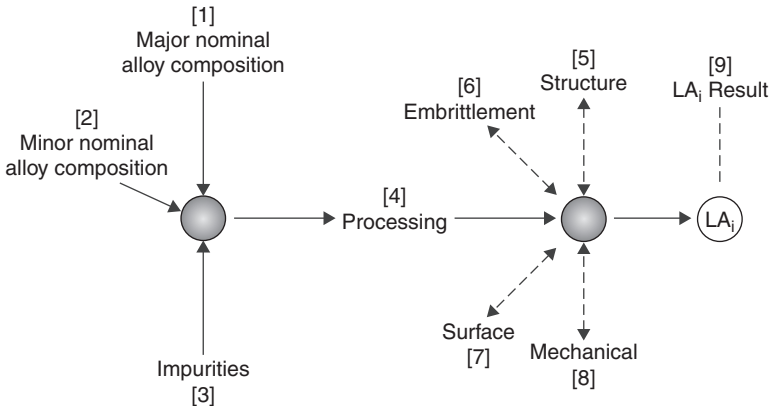 [1]
Major nominal
alloy composition
[2]
Minor nominal
alloy composition
Impurities
[3]
[4]
Processing
[6]
Embrittlement
[5]
Structure
Surface
[7]
Mechanical
[8]
[9]
LAi Result
LAi